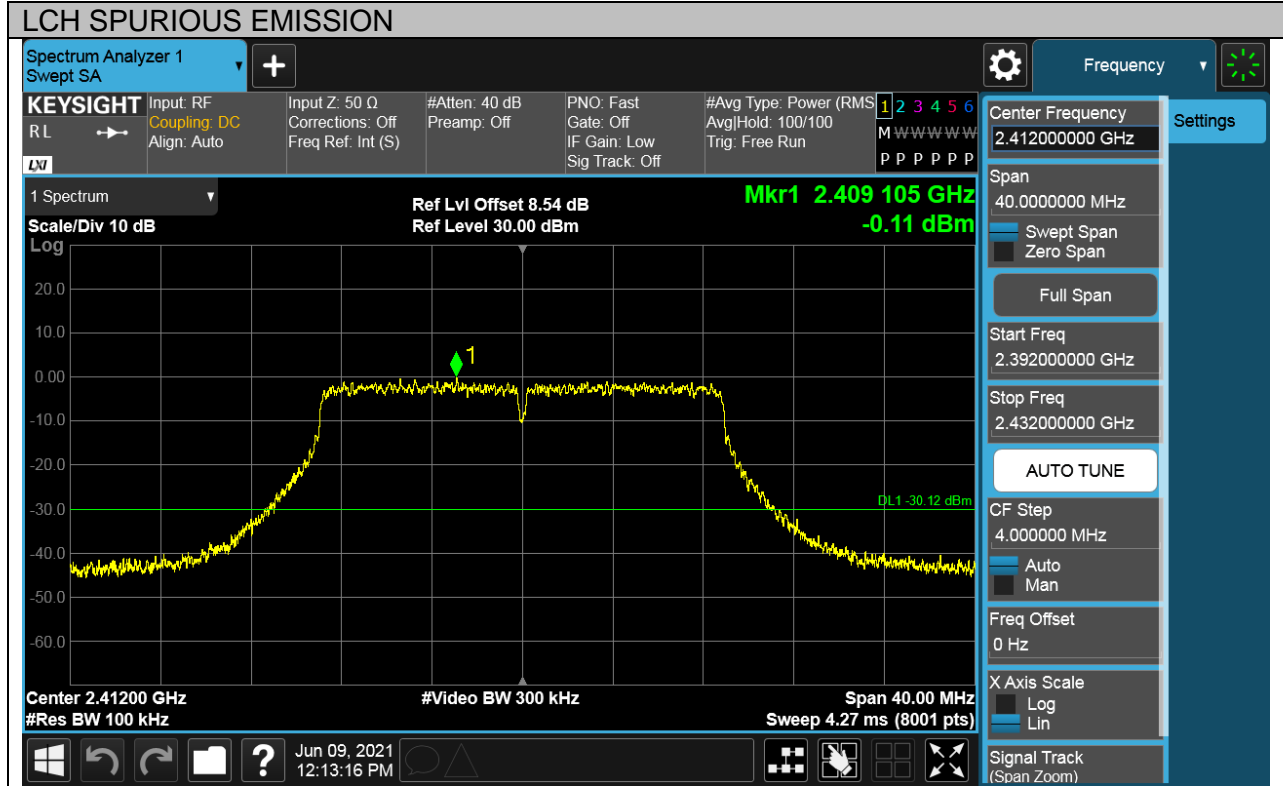 LCH SPURIOUS EMISSION
Spectrum Analyzer 1
Swept SA
Frequency
KEYSIGHT
R L
LXI
Input: RF
Coupling: DC
Align: Auto
Input Z: 50 Ω
Corrections: Off
Freq Ref: Int (S)
#Atten: 40 dB
Preamp: Off
PNO: Fast
Gate: Off
IF Gain: Low
Sig Track: Off
#Avg Type: Power (RMS
Avg|Hold: 100/100
Trig: Free Run
1 2 3 4 5 6
M W W W W W
P P P P P P
1 Spectrum
Scale/Div 10 dB
Log
Ref Lvl Offset 8.54 dB
Ref Level 30.00 dBm
Mkr1 2.409 105 GHz
-0.11 dBm
20.0
10.0
1
0.00
-10.0
-20.0
-30.0
DL1 -30.12 dBm
-40.0
-50.0
-60.0
Center 2.41200 GHz
#Res BW 100 kHz
#Video BW 300 kHz
Span 40.00 MHz
Sweep 4.27 ms (8001 pts)
?
Jun 09, 2021
12:13:16 PM
Center Frequency
2.412000000 GHz
Settings
Span
40.0000000 MHz
Swept Span
Zero Span
Full Span
Start Freq
2.392000000 GHz
Stop Freq
2.432000000 GHz
AUTO TUNE
CF Step
4.000000 MHz
Auto
Man
Freq Offset
0 Hz
X Axis Scale
Log
Lin
Signal Track
(Span Zoom)